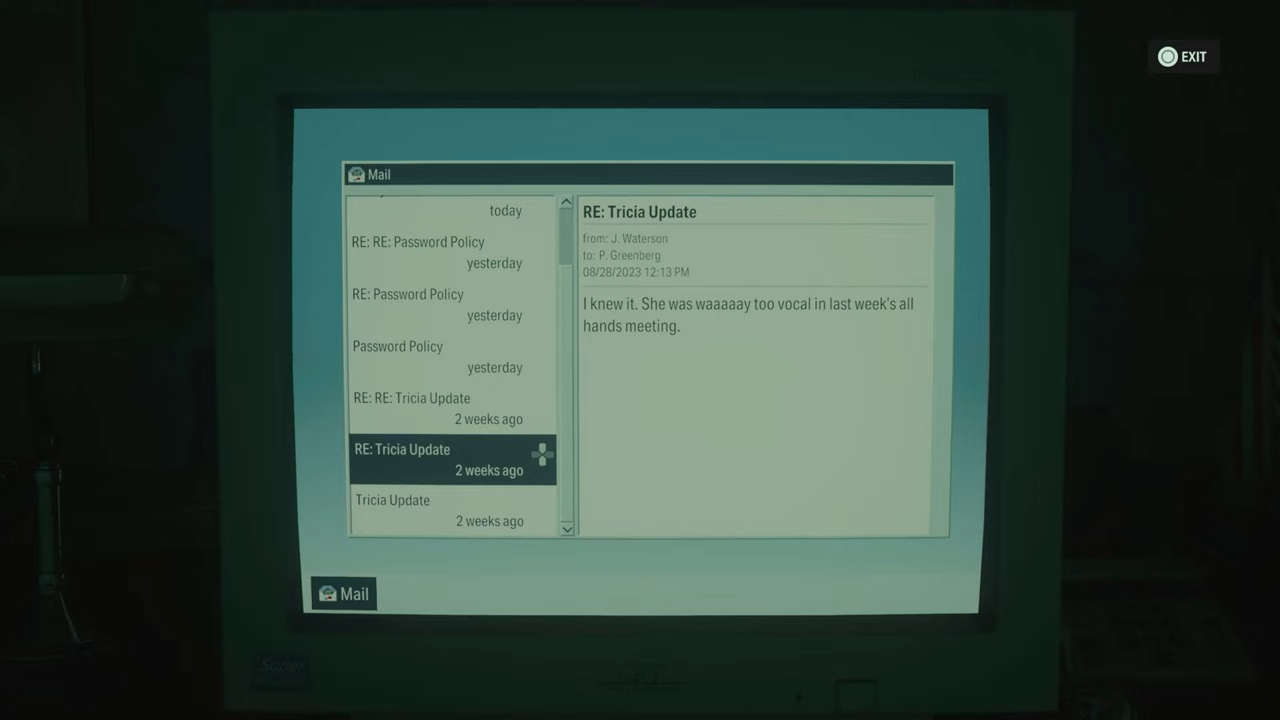 EXIT
Mail
today
RE: RE: Password Policy
yesterday
RE: Password Policy
yesterday
Password Policy
yesterday
RE: RE: Tricia Update
2 weeks ago
RE: Tricia Update
2 weeks ago
Tricia Update
2 weeks ago
RE: Tricia Update
from: J. Waterson
to: P. Greenberg
08/28/2023 12:13 PM
I knew it. She was waaaaay too vocal in last week's all
hands meeting.
Mail
Super